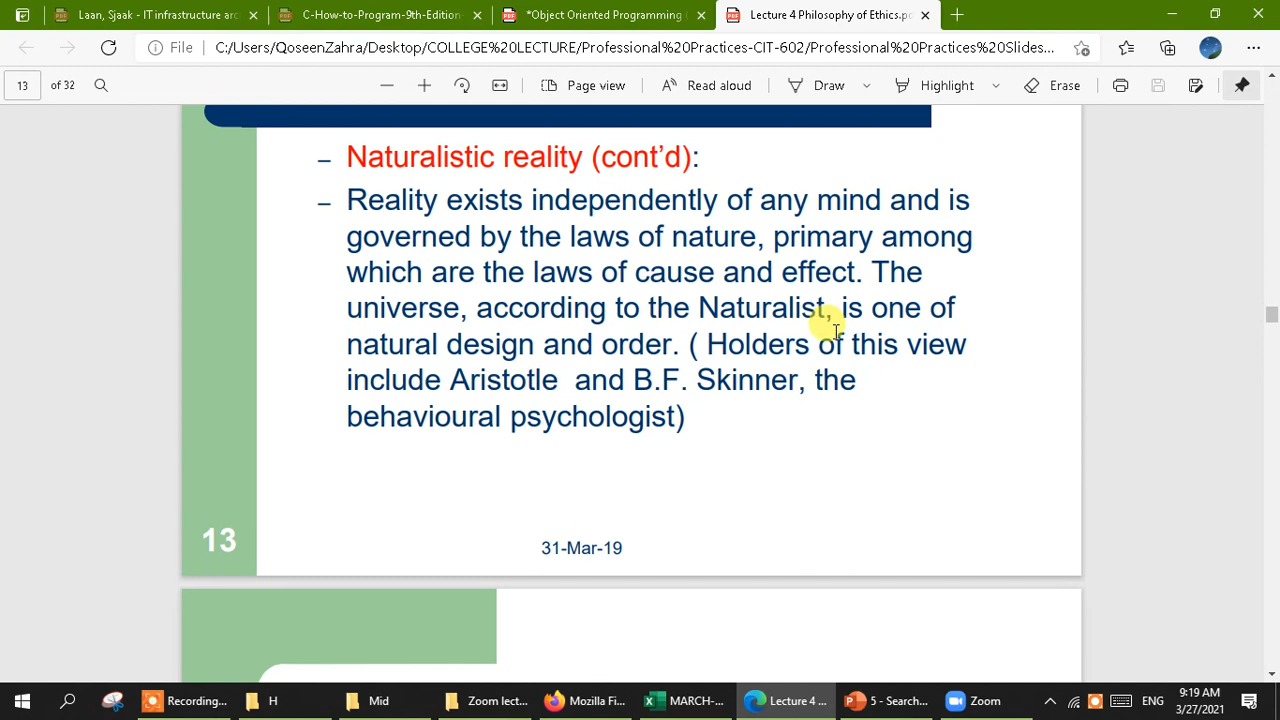 Laan, Sjaak - IT infrastructure arc
C-How-to-Program-9th-Edition-
*Object Oriented Programming (
Lecture 4 Philosophy of Ethics.pd
File
C:/Users/QoseenZahra/Desktop/COLLEGE%20LECTURE/Professional%20Practices-CIT-602/Professional%20Practices%20Slides...
13 of 32
Page view
Read aloud
Draw
Highlight
Erase
– Naturalistic reality (cont’d):
– Reality exists independently of any mind and is
governed by the laws of nature, primary among
which are the laws of cause and effect. The
universe, according to the Naturalist, is one of
natural design and order. ( Holders of this view
include Aristotle and B.F. Skinner, the
behavioural psychologist)
13
31-Mar-19
Recording...
H
Mid
Zoom lect...
Mozilla Fi...
MARCH-...
Lecture 4 ...
5 - Search...
Zoom
ENG
9:19 AM
3/27/2021